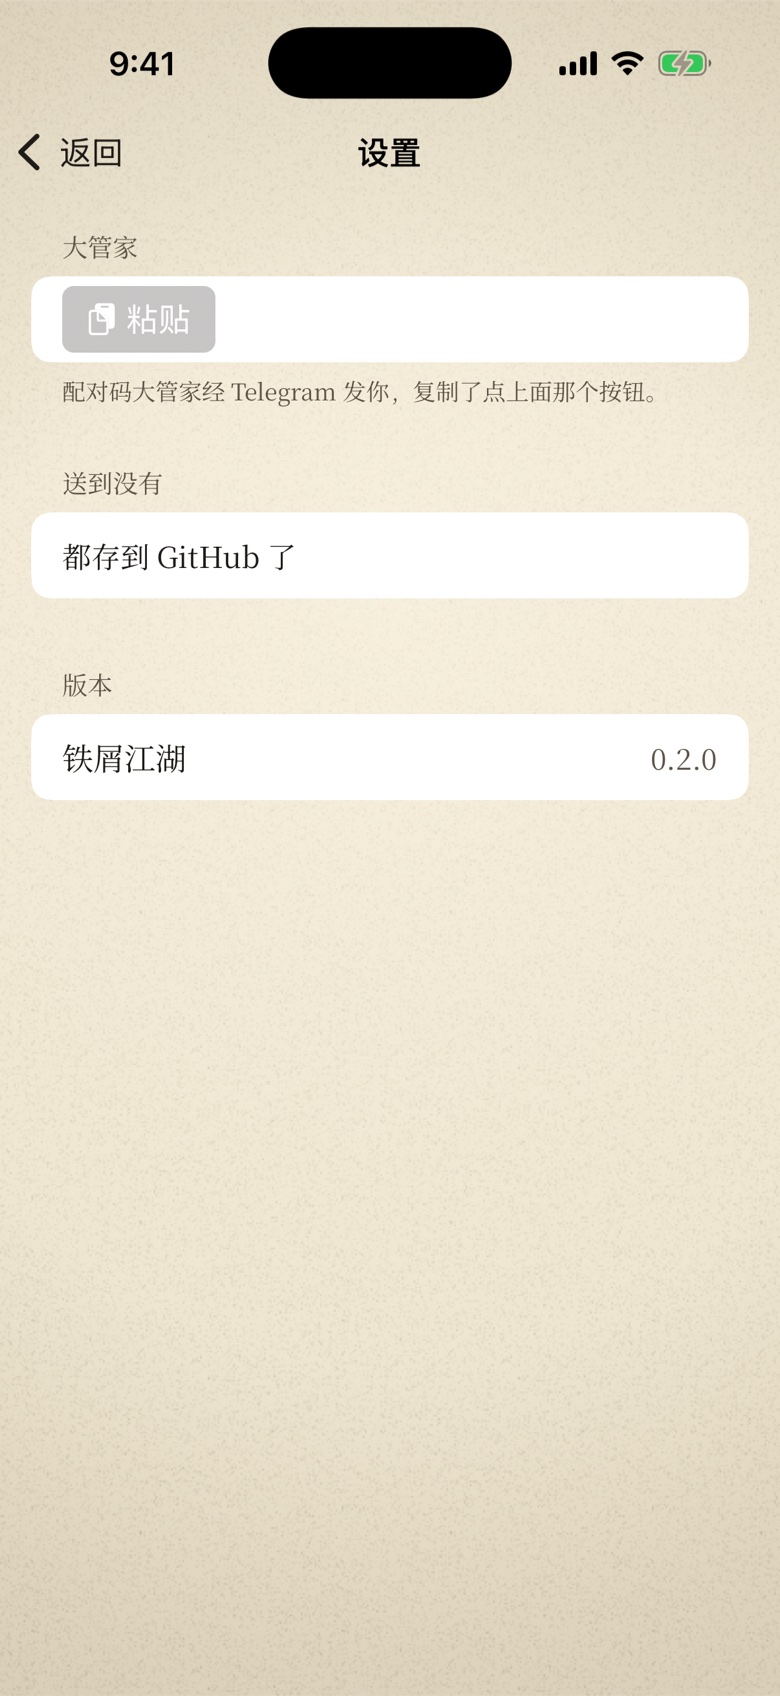 9:41
返回
设置
大管家
粘贴
配对码大管家经 Telegram 发你，复制了点上面那个按钮。
送到没有
都存到 GitHub 了
版本
铁屑江湖 0.2.0